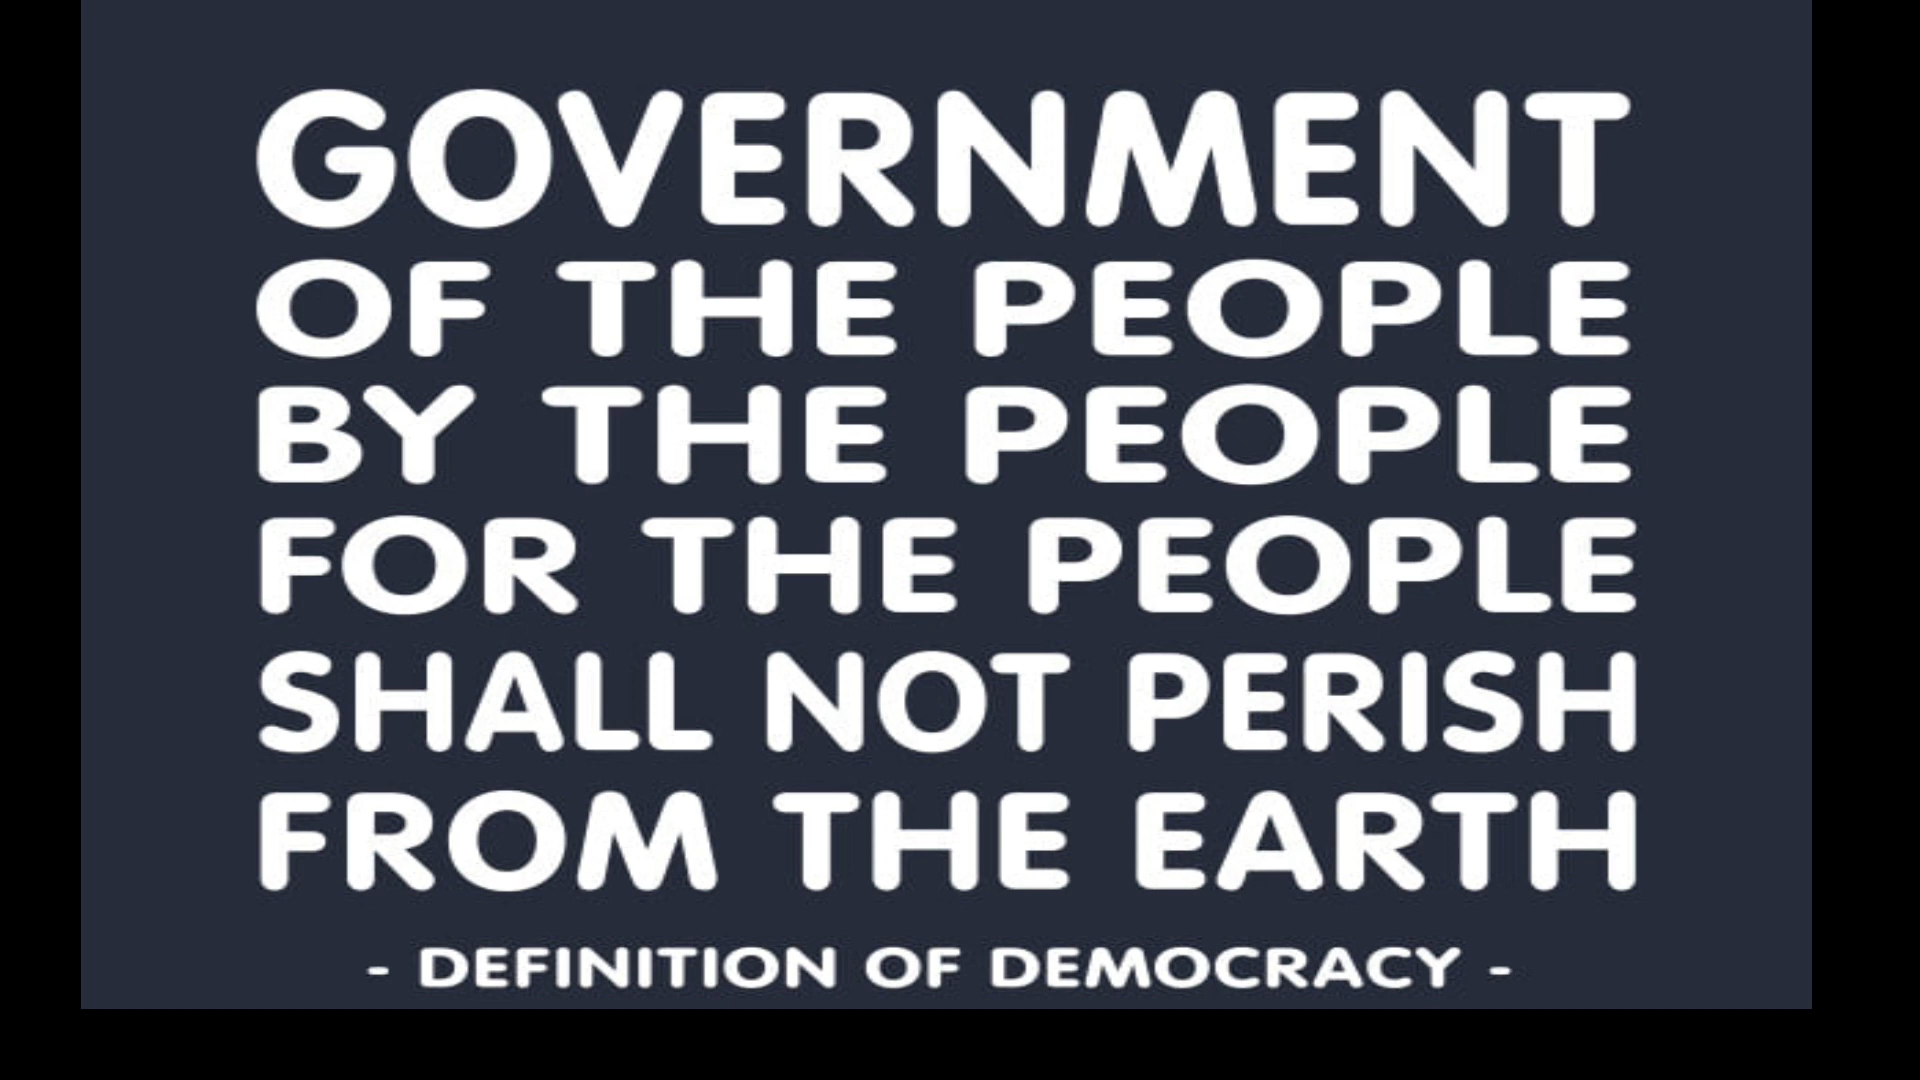 GOVERNMENT
OF THE PEOPLE
BY THE PEOPLE
FOR THE PEOPLE
SHALL NOT PERISH
FROM THE EARTH
- DEFINITION OF DEMOCRACY -